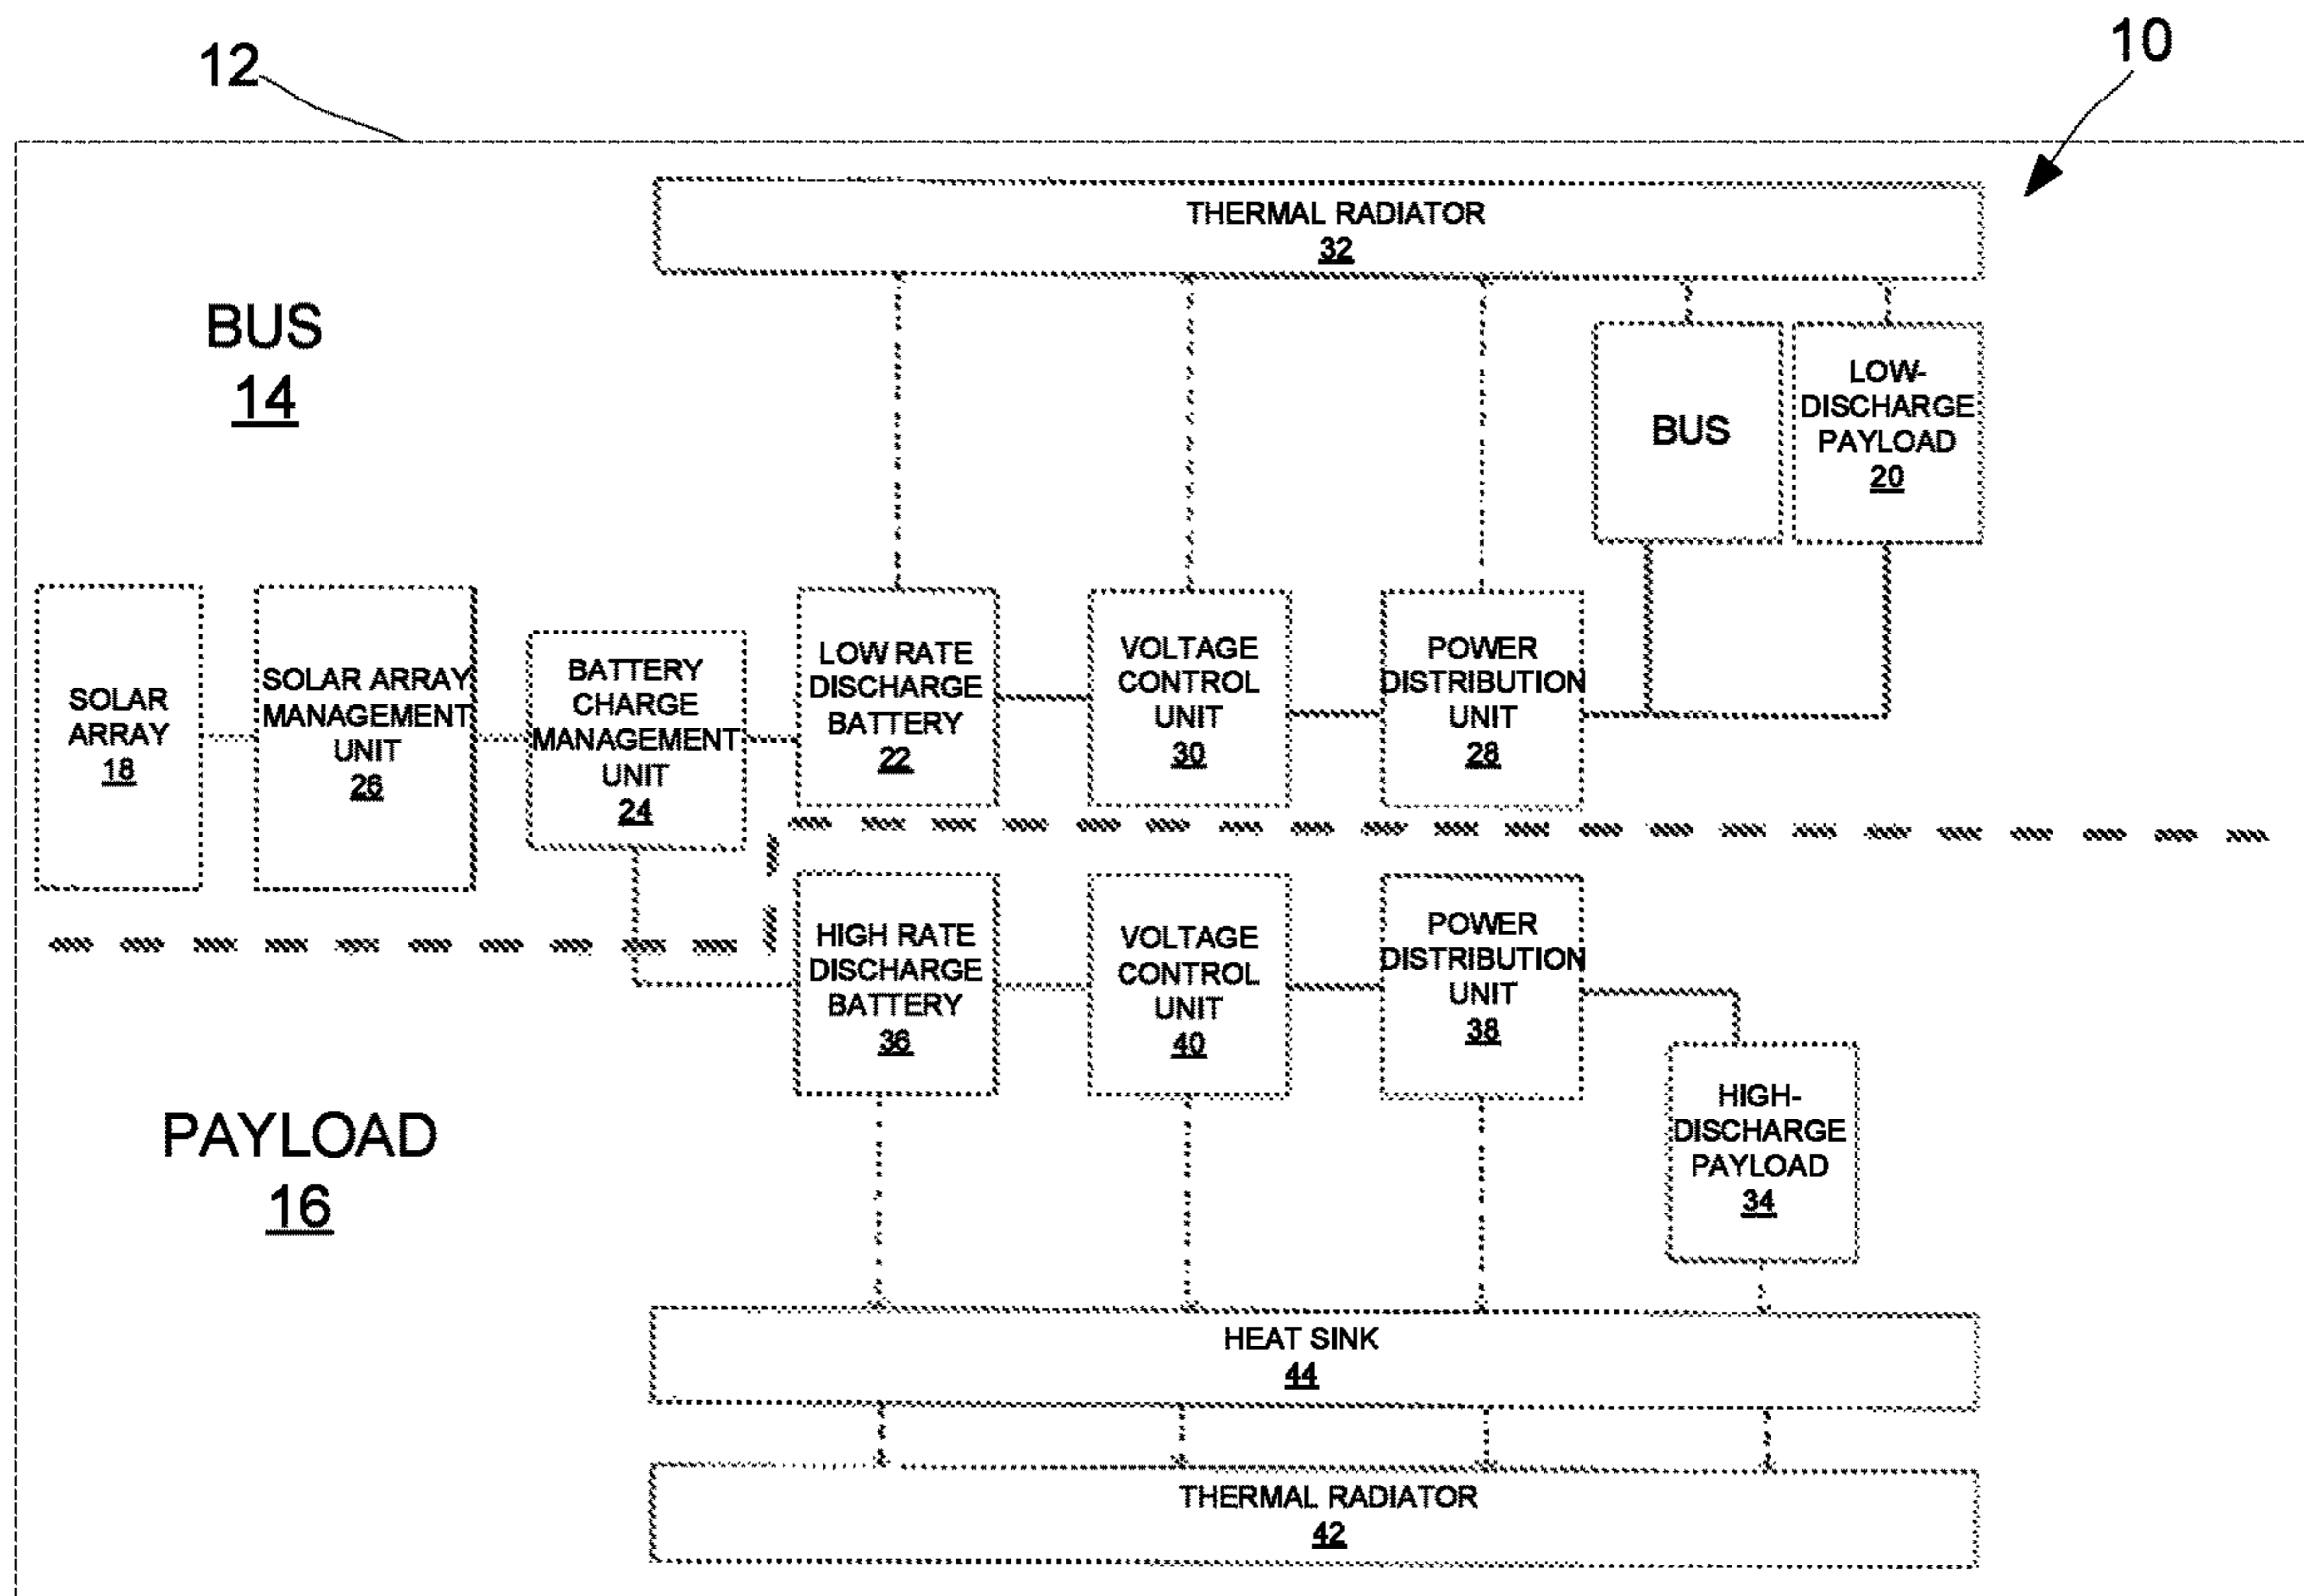 12
10
THERMAL RADIATOR
32
BUS
14
BUS
LOW-
DISCHARGE
PAYLOAD
20
SOLAR
ARRAY
18
SOLAR ARRAY
MANAGEMENT
UNIT
26
BATTERY
CHARGE
MANAGEMENT
UNIT
24
LOW RATE
DISCHARGE
BATTERY
22
VOLTAGE
CONTROL
UNIT
30
POWER
DISTRIBUTION
UNIT
28
HIGH RATE
DISCHARGE
BATTERY
36
VOLTAGE
CONTROL
UNIT
40
POWER
DISTRIBUTION
UNIT
38
HIGH-
DISCHARGE
PAYLOAD
34
PAYLOAD
16
HEAT SINK
44
THERMAL RADIATOR
42